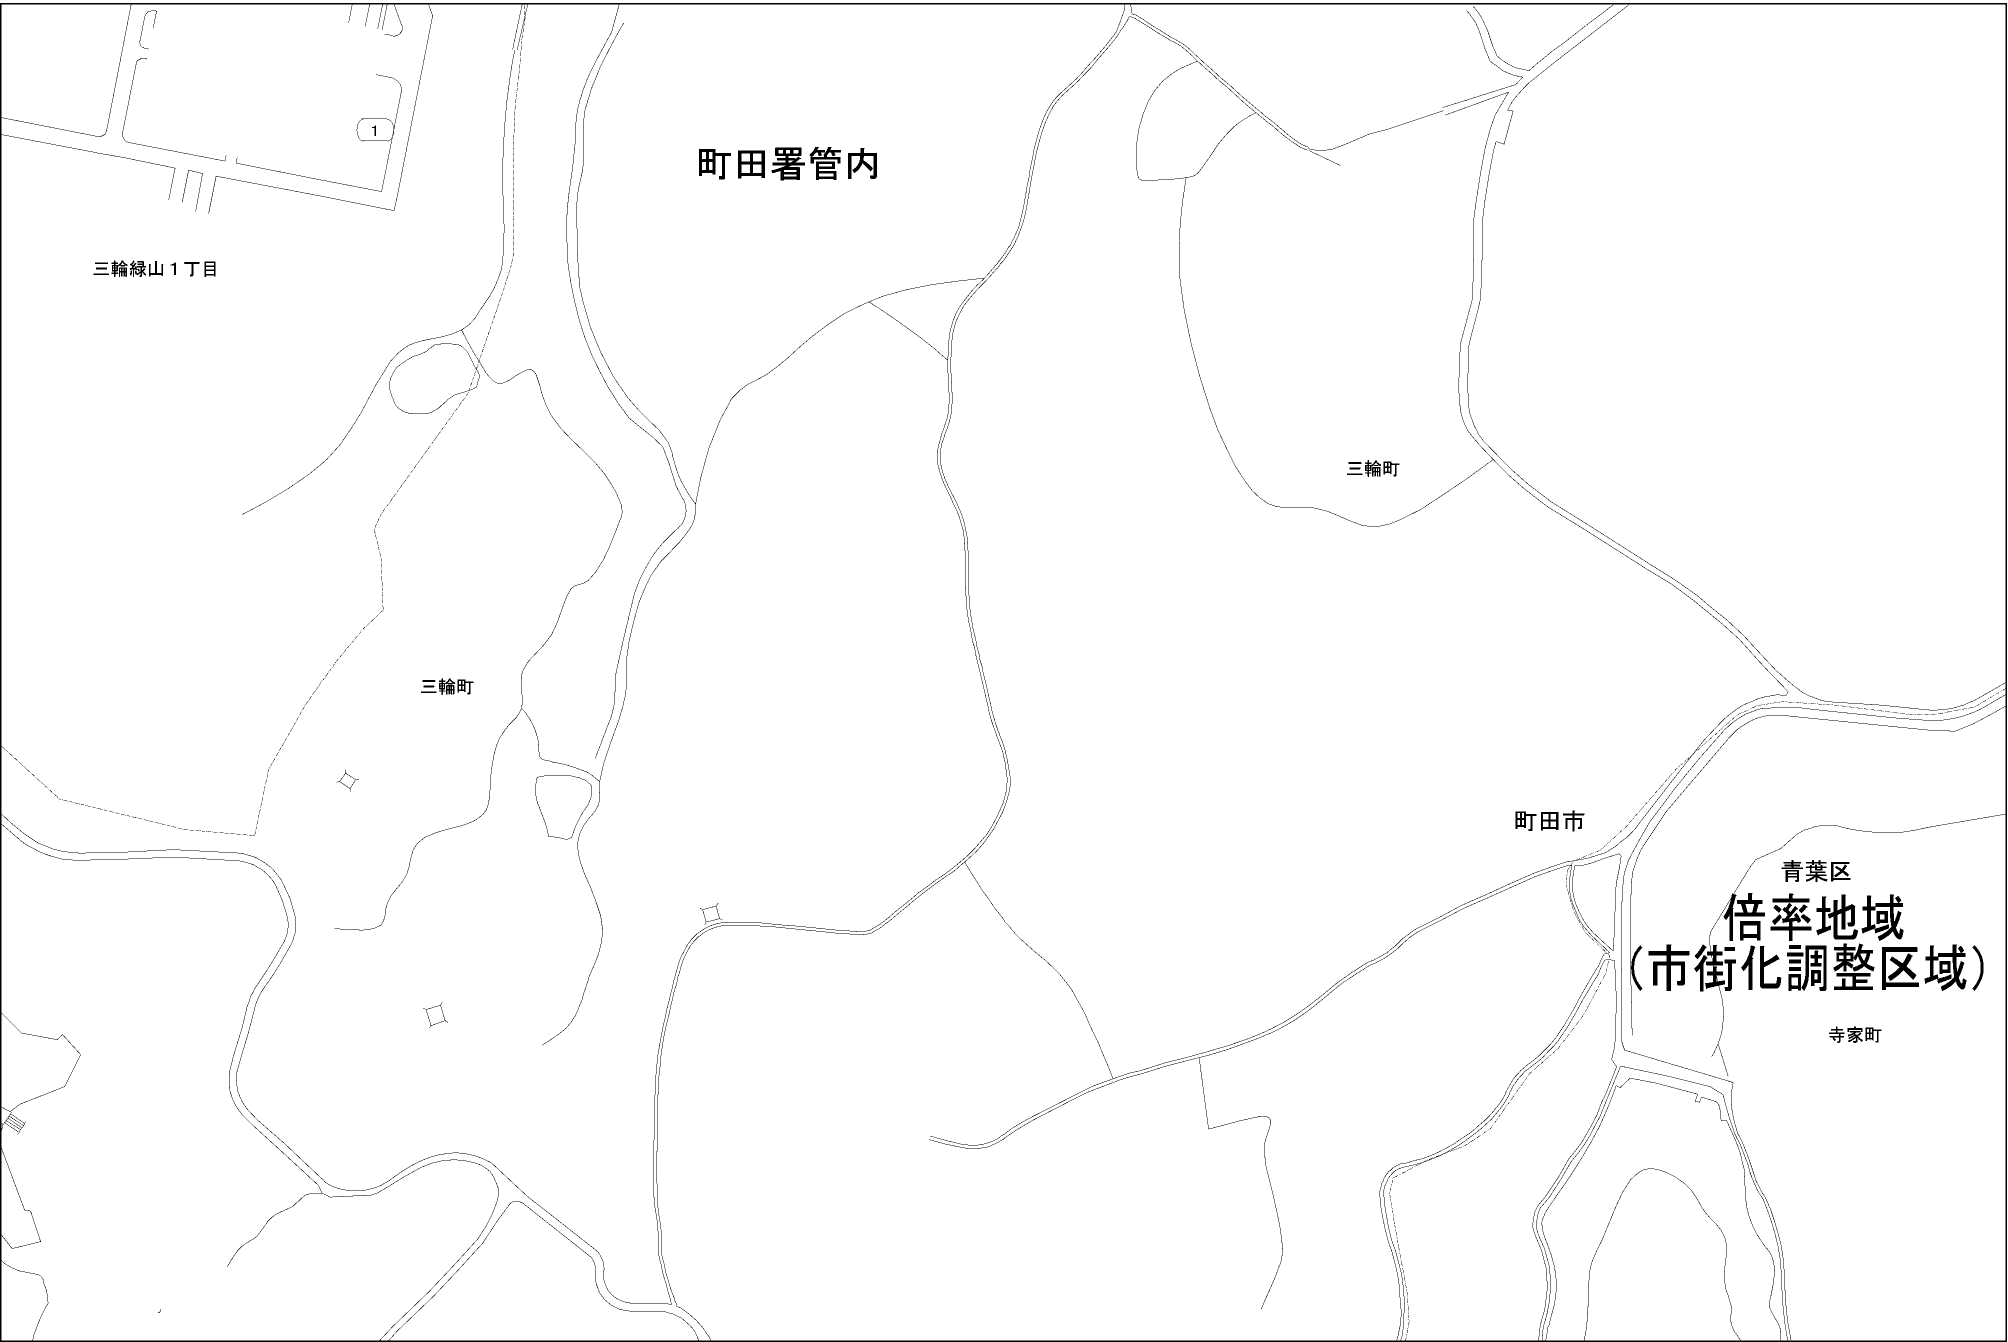 1
町田署管内
三輪緑山1丁目
三輪町
三輪町
町田市
青葉区
倍率地域
(市街化調整区域)
寺家町